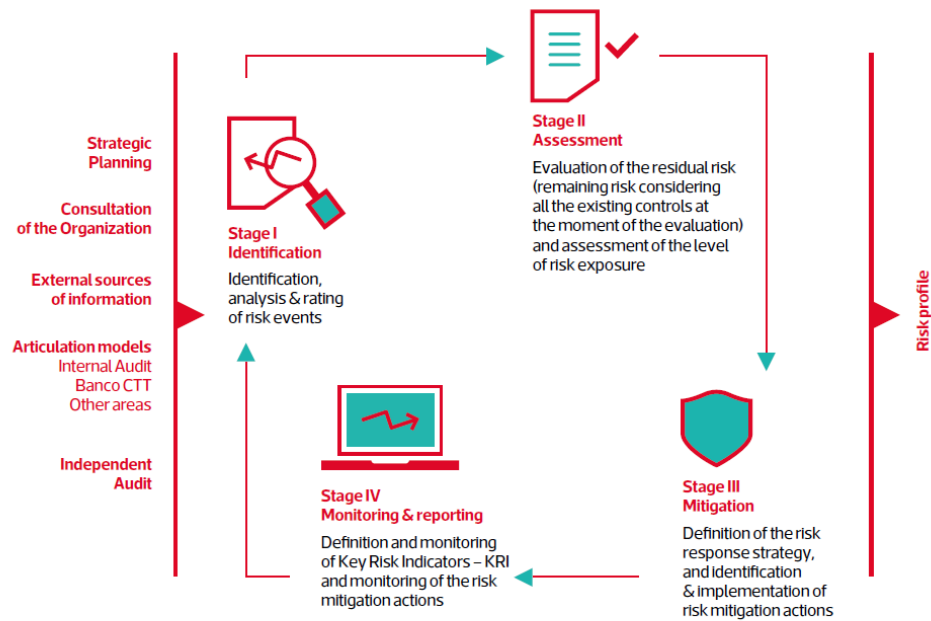 Strategic
Planning
Consultation
of the Organization
External sources
of information
Articulation models
Internal Audit
Banco CTT
Other areas
Independent
Audit
Stage I
Identification
Identification,
analysis & rating
of risk events
Stage II
Assessment
Evaluation of the residual risk
(remaining risk considering
all the existing controls at
the moment of the evaluation)
and assessment of the level
of risk exposure
Stage III
Mitigation
Definition of the risk
response strategy,
and identification
& implementation of
risk mitigation actions
Stage IV
Monitoring & reporting
Definition and monitoring
of Key Risk Indicators – KRI
and monitoring of the risk
mitigation actions
Risk profile